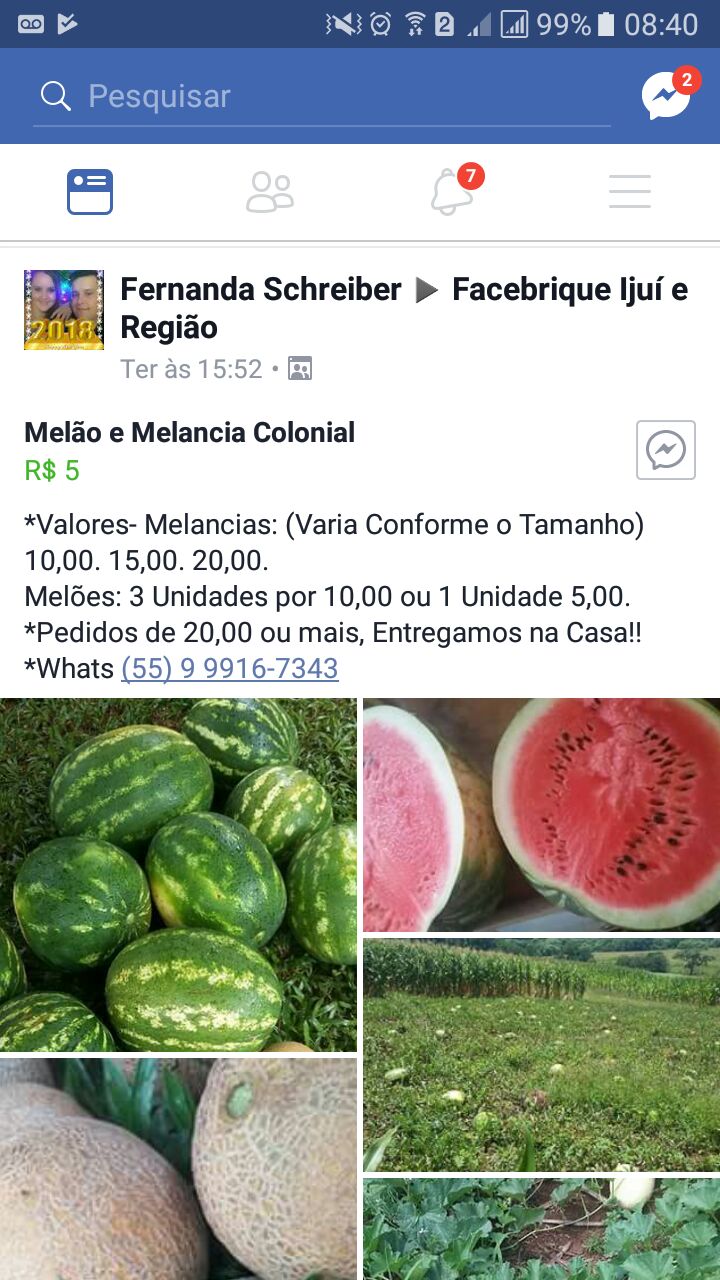 2 99% 08:40
Pesquisar
2
7
2018
Fernanda Schreiber ▶ Facebrique Ijuí e
Região
Ter às 15:52 •
Melão e Melancia Colonial
R$ 5
*Valores- Melancias: (Varia Conforme o Tamanho)
10,00. 15,00. 20,00.
Melões: 3 Unidades por 10,00 ou 1 Unidade 5,00.
*Pedidos de 20,00 ou mais, Entregamos na Casa!!
*Whats (55) 9 9916-7343